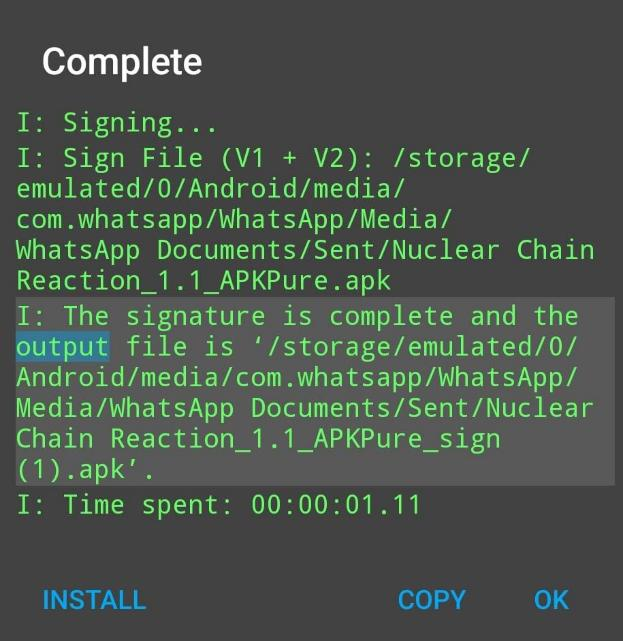 Complete
I: Signing...
I: Sign File (V1 + V2): /storage/
emulated/0/Android/media/
com.whatsapp/WhatsApp/Media/
WhatsApp Documents/Sent/Nuclear Chain
Reaction_1.1_APKPure.apk
I: The signature is complete and the
output file is ‘/storage/emulated/0/
Android/media/com.whatsapp/WhatsApp/
Media/WhatsApp Documents/Sent/Nuclear
Chain Reaction_1.1_APKPure_sign
(1).apk’.
I: Time spent: 00:00:01.11
INSTALL COPY OK